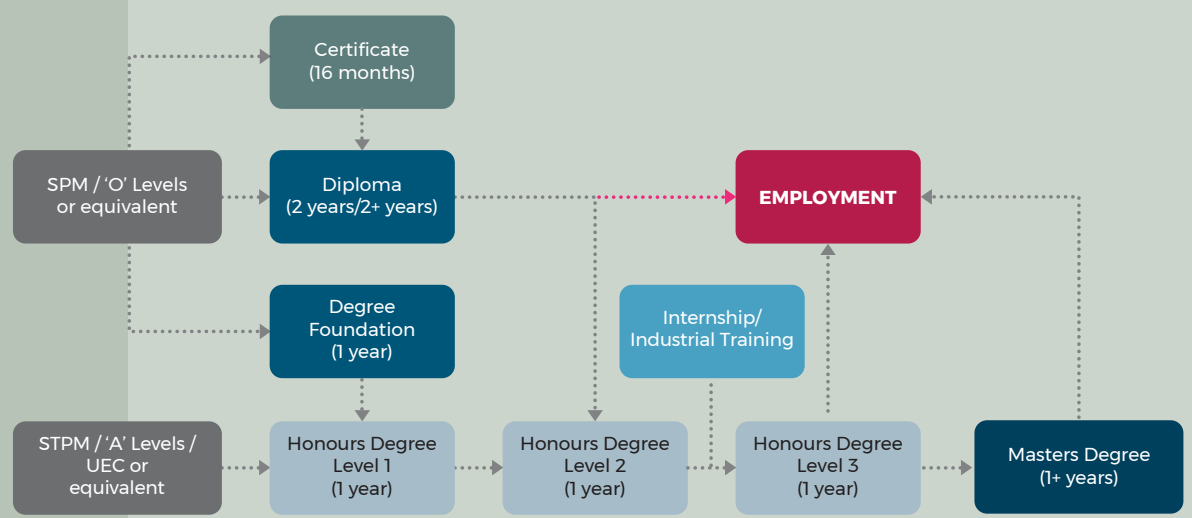 Certificate
(16 months)
SPM / ‘O’ Levels
or equivalent
Diploma
(2 years/2+ years)
EMPLOYMENT
Degree
Foundation
(1 year)
Internship/
Industrial Training
STPM / ‘A’ Levels /
UEC or
equivalent
Honours Degree
Level 1
(1 year)
Honours Degree
Level 2
(1 year)
Honours Degree
Level 3
(1 year)
Masters Degree
(1+ years)